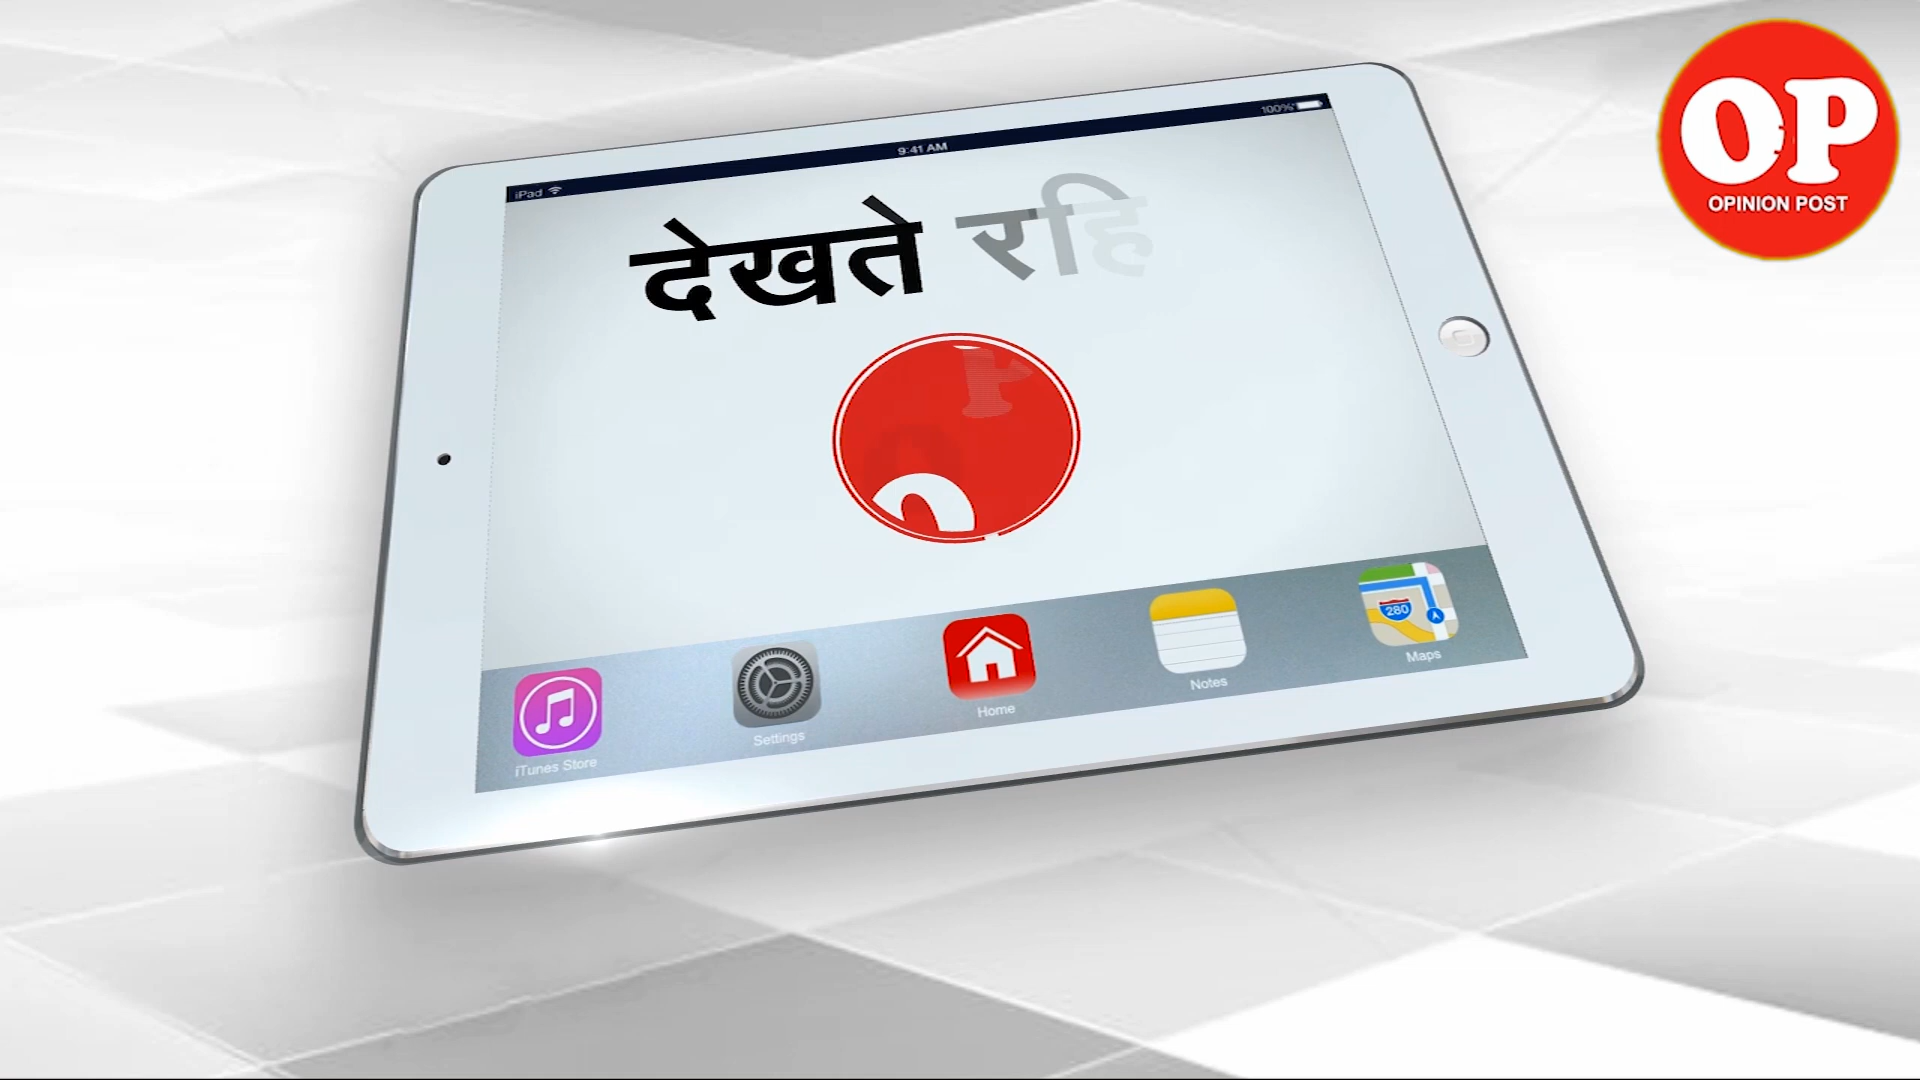 OP
OPINION POST
iPad
9:41 AM
100%
देखते रहि
280
iTunes Store
Settings
Home
Notes
Maps